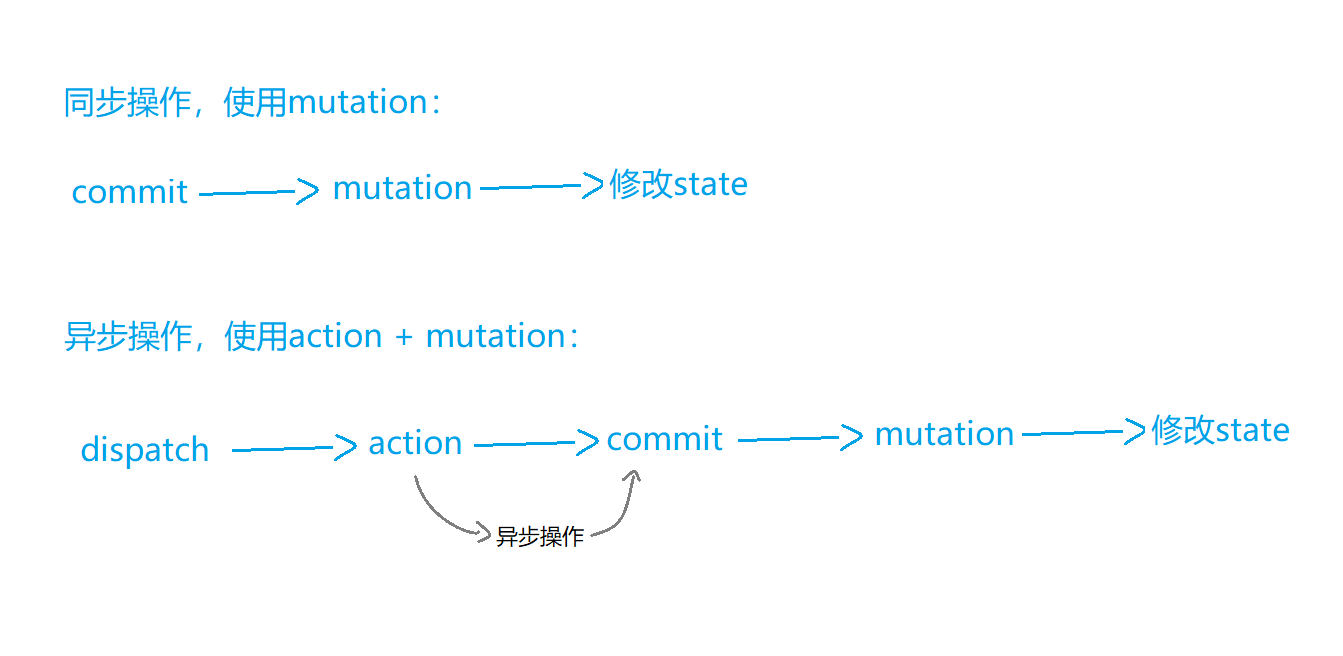 同步操作，使用mutation：
commit mutation 修改state
异步操作，使用action + mutation：
dispatch action commit mutation 修改state
异步操作